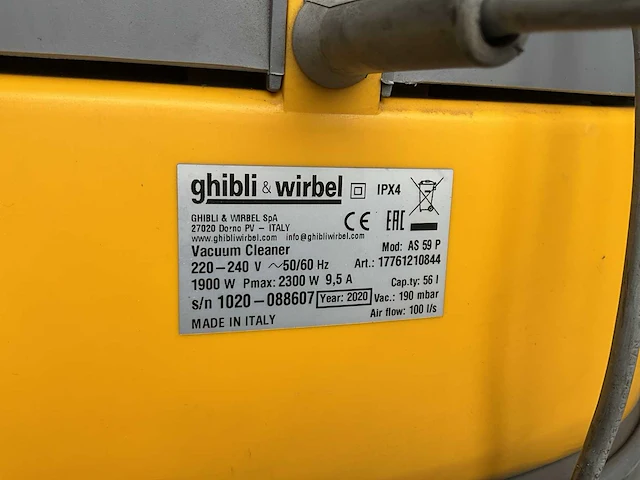 ghibli & wirbel IPX4
GHIBLI & WIRBEL SpA
27020 Dorno PV - ITALY CE EAC
www.ghibliwirbel.com info@ghibliwirbel.com
Vacuum Cleaner Mod: AS 59 P
220-240 V ~50/60 Hz Art.: 17761210844
1900 W Pmax: 2300 W 9,5 A Cap.ty: 56 l
s/n 1020-088607 Year: 2020 Vac.: 190 mbar
MADE IN ITALY Air flow: 100 l/s